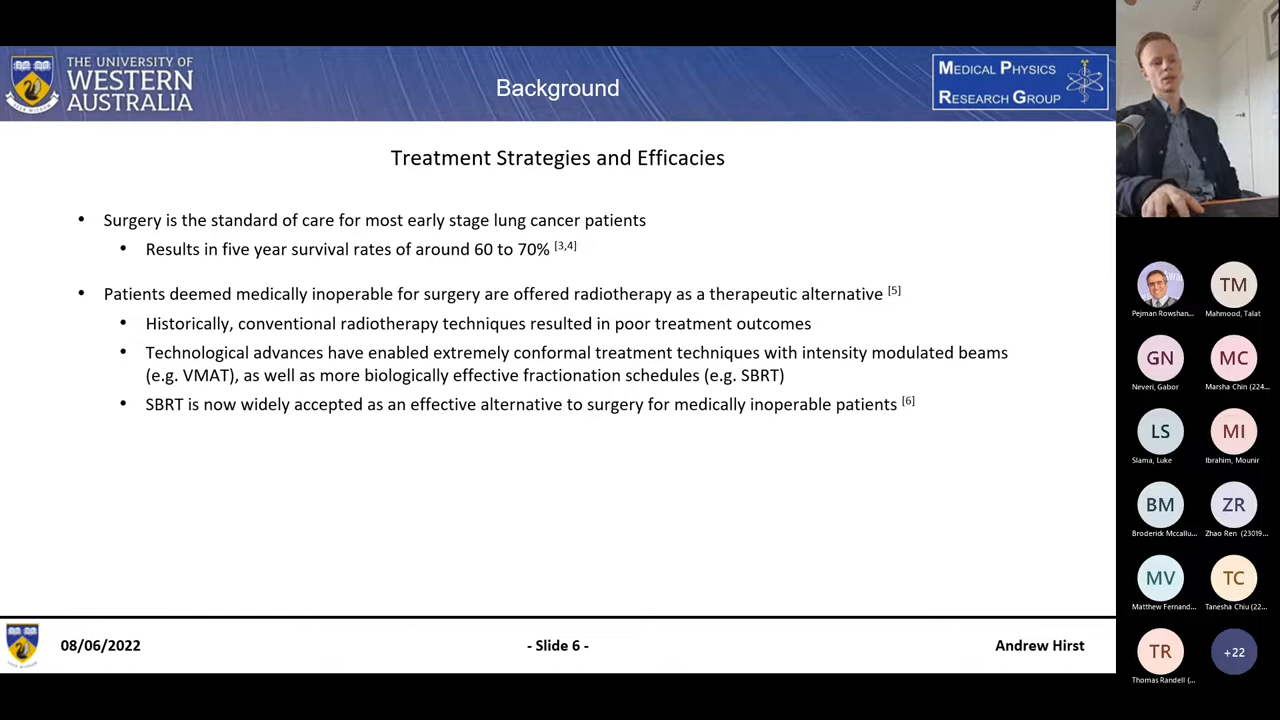 THE UNIVERSITY OF
WESTERN
AUSTRALIA
Background
MEDICAL PHYSICS
RESEARCH GROUP
Treatment Strategies and Efficacies
• Surgery is the standard of care for most early stage lung cancer patients
• Results in five year survival rates of around 60 to 70% [3,4]
• Patients deemed medically inoperable for surgery are offered radiotherapy as a therapeutic alternative [5]
• Historically, conventional radiotherapy techniques resulted in poor treatment outcomes
• Technological advances have enabled extremely conformal treatment techniques with intensity modulated beams
(e.g. VMAT), as well as more biologically effective fractionation schedules (e.g. SBRT)
• SBRT is now widely accepted as an effective alternative to surgery for medically inoperable patients [6]
08/06/2022
- Slide 6 -
Andrew Hirst
TM
Pejman Rowshan...
Mahmood, Talat
GN
MC
Neveri, Gabor
Marsha Chin (224...
LS
MI
Slama, Luke
Ibrahim, Mounir
BM
ZR
Broderick Mccallu...
Zhao Ren (23019...
MV
TC
Matthew Fernand...
Tanesha Chiu (22...
TR
+22
Thomas Randell (...